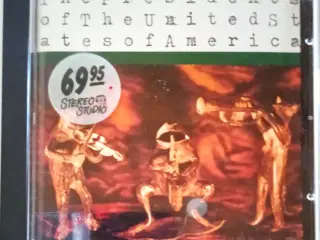 ThePresidents
ofTheUnitedSt
atesofAmerica
69.95
STEREO
STUDIO